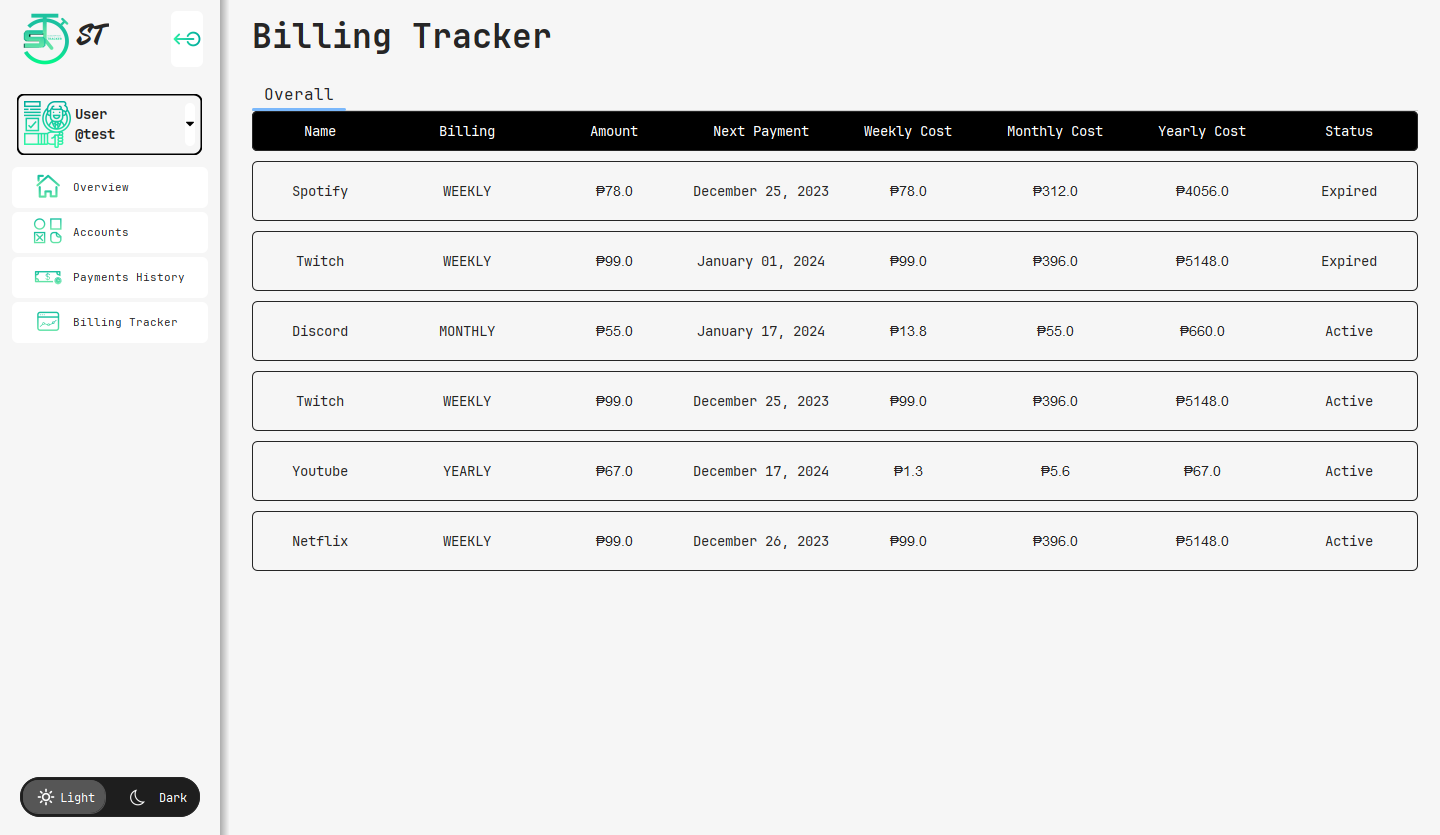 ST
User
@test
Overview
Accounts
Payments History
Billing Tracker
Light Dark
Billing Tracker
Overall
Name Billing Amount Next Payment Weekly Cost Monthly Cost Yearly Cost Status
Spotify WEEKLY ₱78.0 December 25, 2023 ₱78.0 ₱312.0 ₱4056.0 Expired
Twitch WEEKLY ₱99.0 January 01, 2024 ₱99.0 ₱396.0 ₱5148.0 Expired
Discord MONTHLY ₱55.0 January 17, 2024 ₱13.8 ₱55.0 ₱660.0 Active
Twitch WEEKLY ₱99.0 December 25, 2023 ₱99.0 ₱396.0 ₱5148.0 Active
Youtube YEARLY ₱67.0 December 17, 2024 ₱1.3 ₱5.6 ₱67.0 Active
Netflix WEEKLY ₱99.0 December 26, 2023 ₱99.0 ₱396.0 ₱5148.0 Active